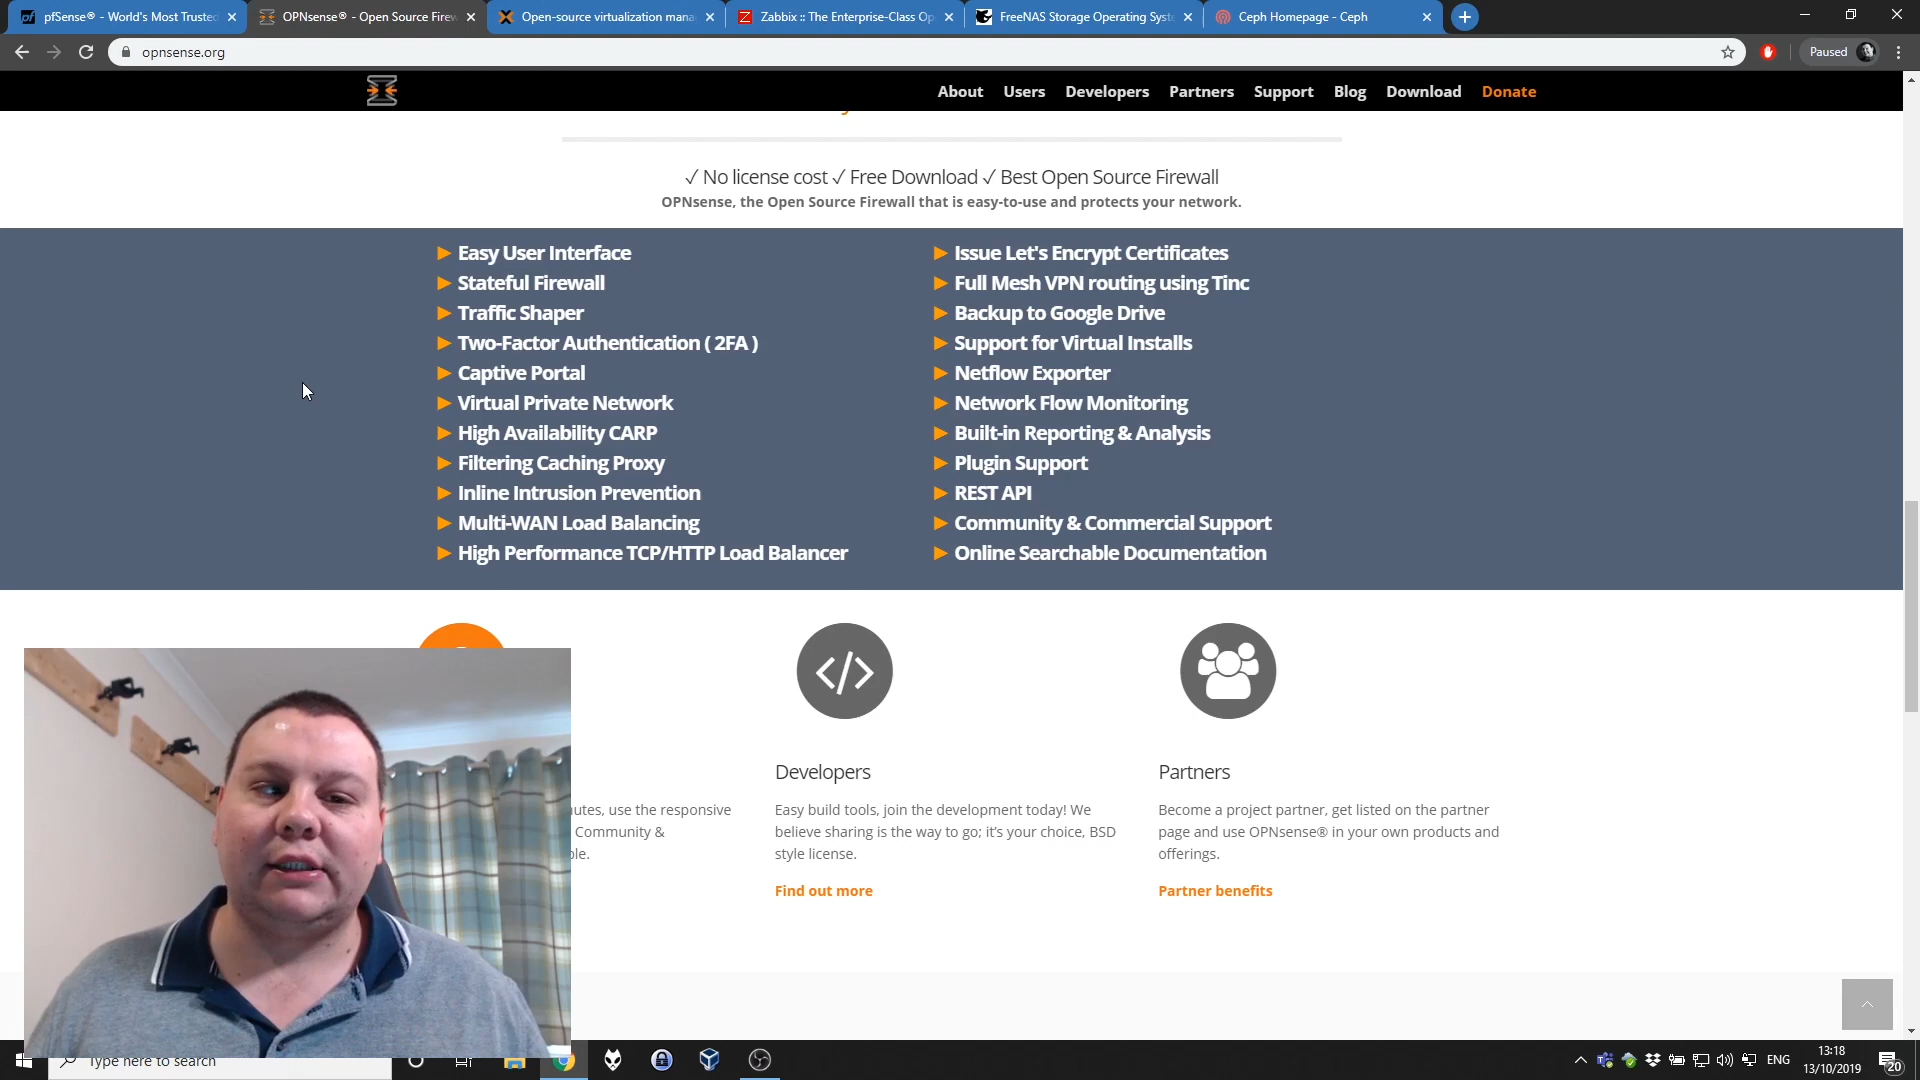 pfSense® - World's Most Trusted
OPNsense® - Open Source Firew
Open-source virtualization mana
Zabbix :: The Enterprise-Class Op
FreeNAS Storage Operating Syst
Ceph Homepage - Ceph
opnsense.org
Paused
About Users Developers Partners Support Blog Download Donate
✓ No license cost ✓ Free Download ✓ Best Open Source Firewall
OPNsense, the Open Source Firewall that is easy-to-use and protects your network.
► Easy User Interface
► Stateful Firewall
► Traffic Shaper
► Two-Factor Authentication ( 2FA )
► Captive Portal
► Virtual Private Network
► High Availability CARP
► Filtering Caching Proxy
► Inline Intrusion Prevention
► Multi-WAN Load Balancing
► High Performance TCP/HTTP Load Balancer
► Issue Let's Encrypt Certificates
► Full Mesh VPN routing using Tinc
► Backup to Google Drive
► Support for Virtual Installs
► Netflow Exporter
► Network Flow Monitoring
► Built-in Reporting & Analysis
► Plugin Support
► REST API
► Community & Commercial Support
► Online Searchable Documentation
use the responsive
Community &
Developers
Easy build tools, join the development today! We
believe sharing is the way to go; it's your choice, BSD
style license.
Find out more
Partners
Become a project partner, get listed on the partner
page and use OPNsense® in your own products and
offerings.
Partner benefits
Type here to search
ENG
13:18
13/10/2019
20